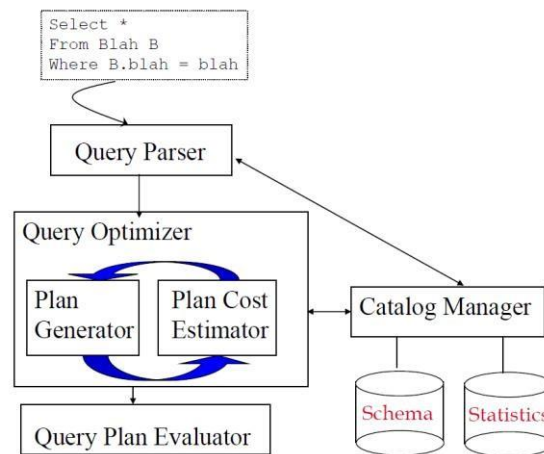 Select *
From Blah B
Where B.blah = blah
Query Parser
Query Optimizer
Plan
Generator
Plan Cost
Estimator
Catalog Manager
Schema
Statistics
Query Plan Evaluator